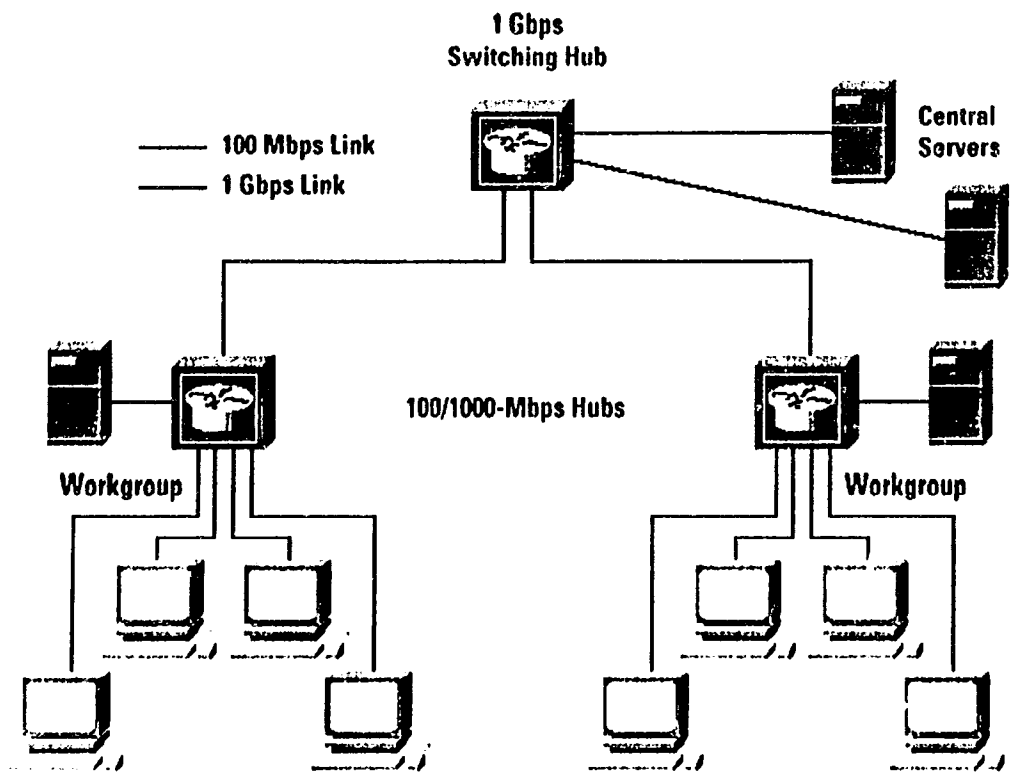 1 Gbps
Switching Hub
Central
Servers
100 Mbps Link
1 Gbps Link
100/1000-Mbps Hubs
Workgroup
Workgroup